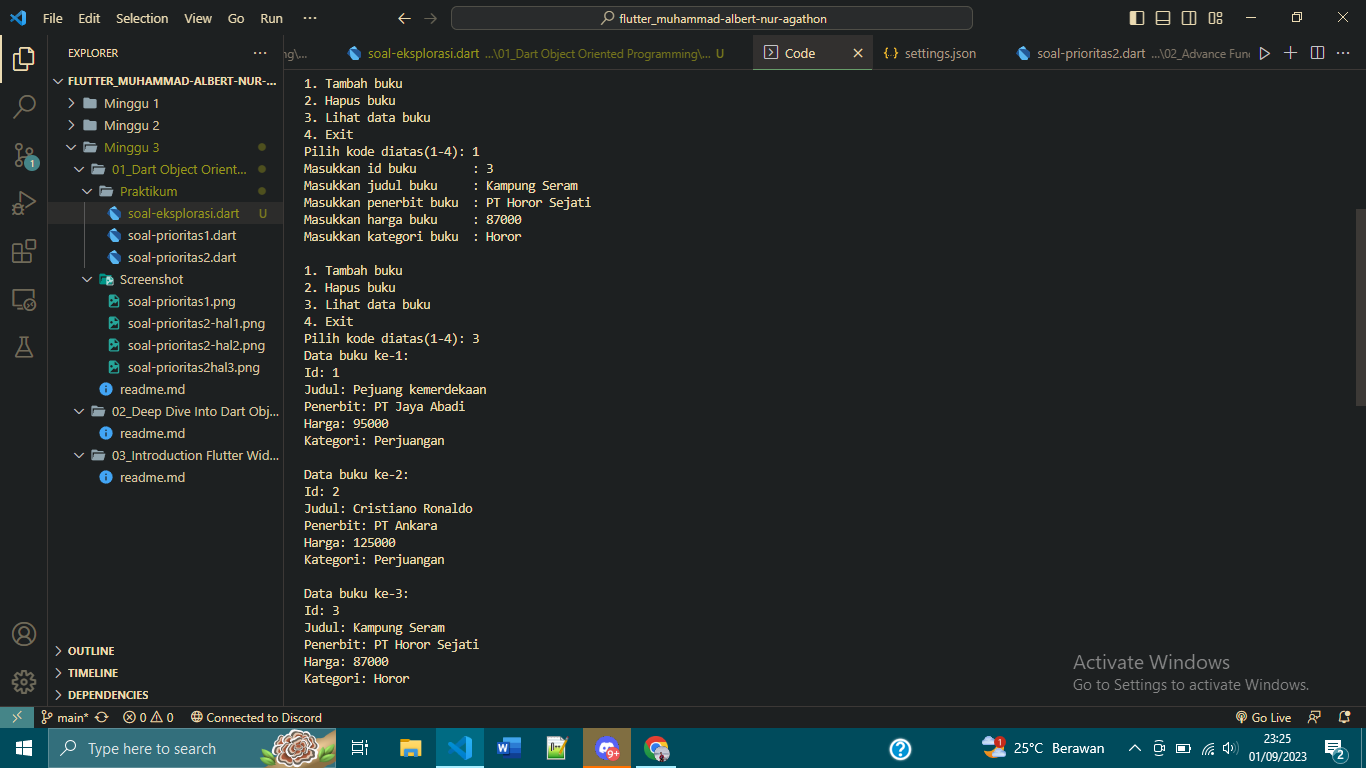 File Edit Selection View Go Run ···
flutter_muhammad-albert-nur-agathon
EXPLORER
FLUTTER_MUHAMMAD-ALBERT-NUR-...
Minggu 1
Minggu 2
Minggu 3
01_Dart Object Orient...
Praktikum
soal-eksplorasi.dart U
soal-prioritas1.dart
soal-prioritas2.dart
Screenshot
soal-prioritas1.png
soal-prioritas2-hal1.png
soal-prioritas2-hal2.png
soal-prioritas2hal3.png
readme.md
02_Deep Dive Into Dart Obj...
readme.md
03_Introduction Flutter Wid...
readme.md
OUTLINE
TIMELINE
DEPENDENCIES
ng\...
soal-eksplorasi.dart ...\01_Dart Object Oriented Programming\... U
Code
settings.json
soal-prioritas2.dart ...\02_Advance Func
1. Tambah buku
2. Hapus buku
3. Lihat data buku
4. Exit
Pilih kode diatas(1-4): 1
Masukkan id buku : 3
Masukkan judul buku : Kampung Seram
Masukkan penerbit buku : PT Horor Sejati
Masukkan harga buku : 87000
Masukkan kategori buku : Horor
1. Tambah buku
2. Hapus buku
3. Lihat data buku
4. Exit
Pilih kode diatas(1-4): 3
Data buku ke-1:
Id: 1
Judul: Pejuang kemerdekaan
Penerbit: PT Jaya Abadi
Harga: 95000
Kategori: Perjuangan
Data buku ke-2:
Id: 2
Judul: Cristiano Ronaldo
Penerbit: PT Ankara
Harga: 125000
Kategori: Perjuangan
Data buku ke-3:
Id: 3
Judul: Kampung Seram
Penerbit: PT Horor Sejati
Harga: 87000
Kategori: Horor
Activate Windows
Go to Settings to activate Windows.
main* 0 0 Connected to Discord
Go Live
Type here to search
25°C Berawan
23:25
01/09/2023